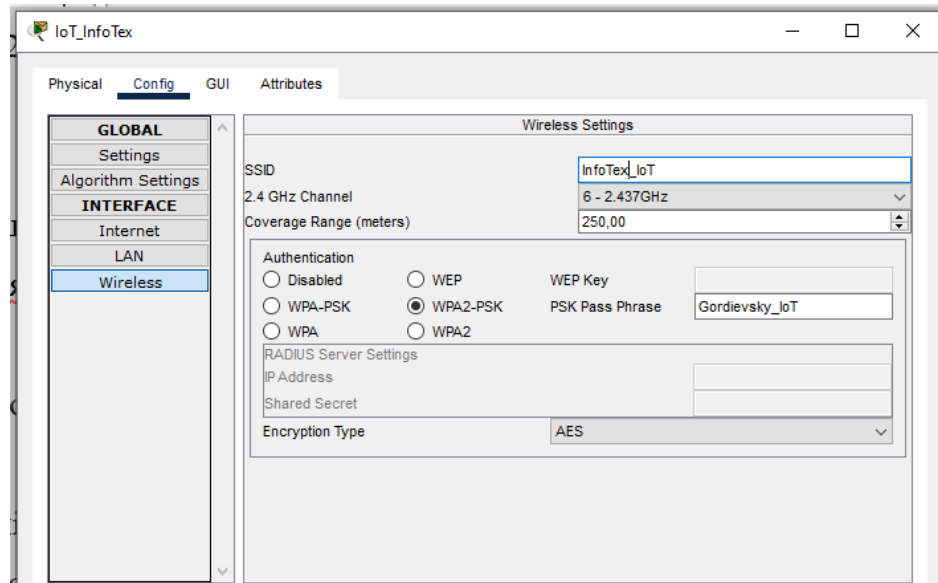 IoT_InfoTex
Physical Config GUI Attributes
GLOBAL
Settings
Algorithm Settings
INTERFACE
Internet
LAN
Wireless
Wireless Settings
SSID InfoTex_IoT
2.4 GHz Channel 6 - 2.437GHz
Coverage Range (meters) 250,00
Authentication
Disabled WEP WEP Key
WPA-PSK WPA2-PSK PSK Pass Phrase Gordievsky_IoT
WPA WPA2
RADIUS Server Settings
IP Address
Shared Secret
Encryption Type AES